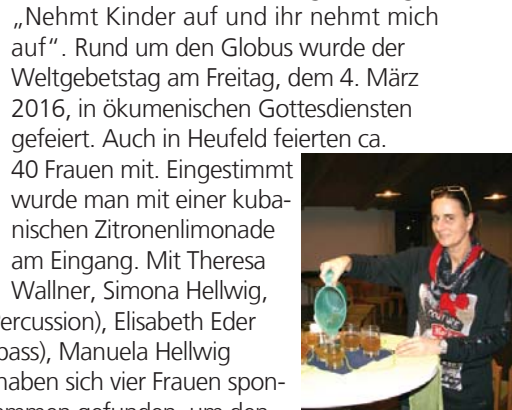 „Nehmt Kinder auf und ihr nehmt mich
auf“. Rund um den Globus wurde der
Weltgebetstag am Freitag, dem 4. März
2016, in ökumenischen Gottesdiensten
gefeiert. Auch in Heufeld feierten ca.
40 Frauen mit. Eingestimmt
wurde man mit einer kuba-
nischen Zitronenlimonade
am Eingang. Mit Theresa
Wallner, Simona Hellwig,
Elisabeth Eder
Manuela Hellwig
haben sich vier Frauen spon-
gefunden, um den